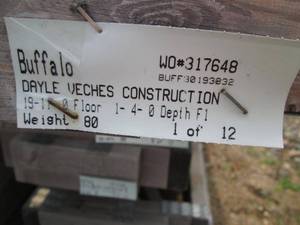 Buffalo WO#317648
BUFF30193832
DAYLE VECHES CONSTRUCTION
19-11-0 Floor 1-4-0 Depth F1
Weight 80 1 of 12